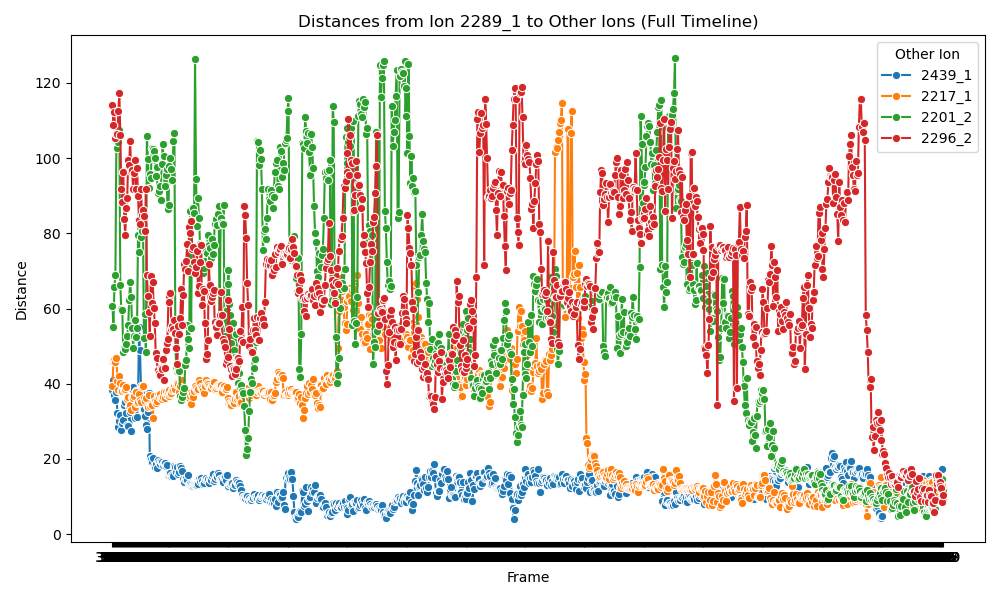 Distances from Ion 2289_1 to Other Ions (Full Timeline)
Other Ion
2439_1
2217_1
2201_2
2296_2
120
100
80
60
40
20
0
Distance
Frame